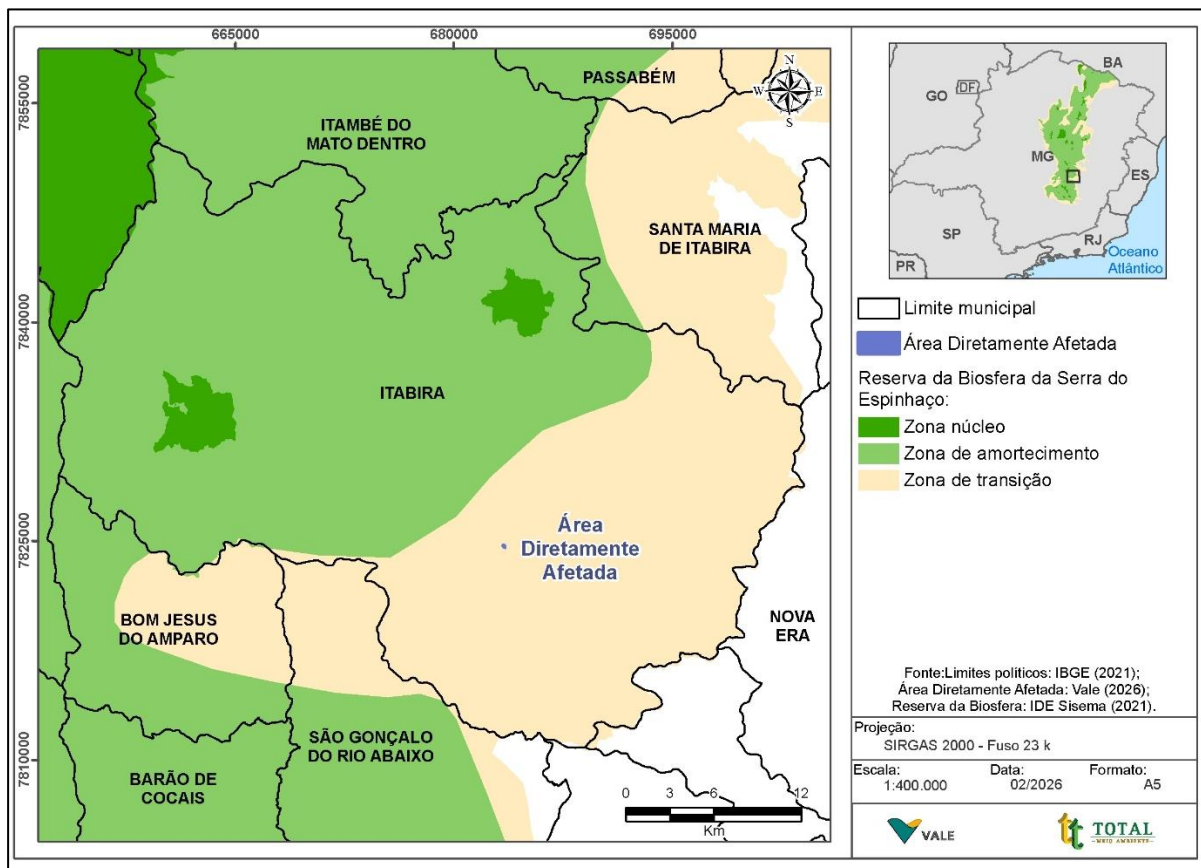 665000
680000
695000
7855000
7840000
7825000
7810000
PASSABÉM
N
W
E
S
ITAMBÉ DO
MATO DENTRO
SANTA MARIA
DE ITABIRA
ITABIRA
Área
Diretamente
Afetada
BOM JESUS
DO AMPARO
NOVA
ERA
SÃO GONÇALO
DO RIO ABAIXO
BARÃO DE
COCAIS
0 3 6 12
Km
BA
GO
DF
MG
ES
SP
RJ
PR
Oceano
Atlântico
Limite municipal
Área Diretamente Afetada
Reserva da Biosfera da Serra do
Espinhaço:
Zona núcleo
Zona de amortecimento
Zona de transição
Fonte:Limites políticos: IBGE (2021);
Área Diretamente Afetada: Vale (2026);
Reserva da Biosfera: IDE Sisema (2021).
Projeção:
SIRGAS 2000 - Fuso 23 k
Escala: Data: Formato:
1:400.000 02/2026 A5
VALE
TOTAL
MEIO AMBIENTE